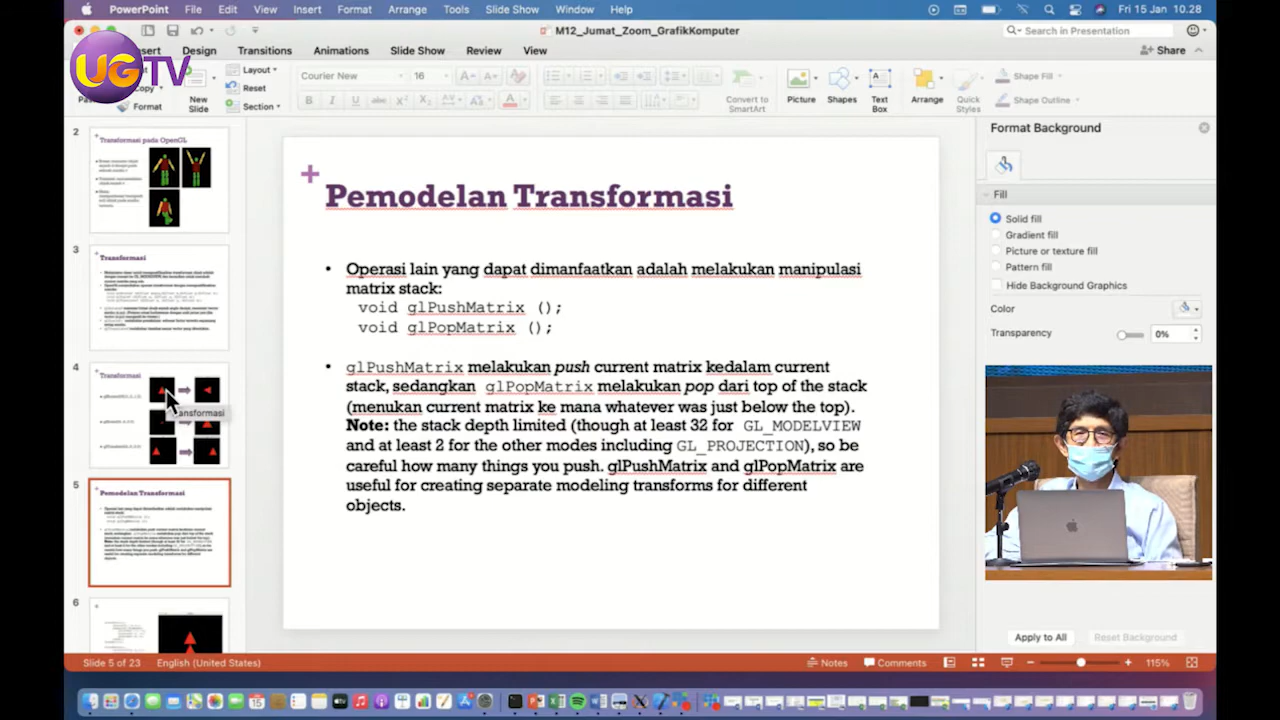 PowerPoint File Edit View Insert Format Arrange Tools Slide Show Window Help Fri 15 Jan 10.28
M12_Jumat_Zoom_GrafikKomputer
Search in Presentation
UGTV
Insert Design Transitions Animations Slide Show Review View Share
Layout
Reset
Section
Format
New Slide
Courier New 16
Convert to SmartArt
Picture Shapes Text Box Arrange Quick Styles
Shape Fill
Shape Outline
2
Transformasi pada OpenGL
3
Transformasi
4
Transformasi
ansformasi
5
Pemodelan Transformasi
6
+
Pemodelan Transformasi
• Operasi lain yang dapat dimanfaatkan adalah melakukan manipulasi
matrix stack:
void glPushMatrix ();
void glPopMatrix ();
• glPushMatrix melakukan push current matrix kedalam current
stack, sedangkan glPopMatrix melakukan pop dari top of the stack
(menukan current matrix ke mana whatever was just below the top).
Note: the stack depth limited (though at least 32 for GL_MODELVIEW
and at least 2 for the other modes including GL_PROJECTION), so be
careful how many things you push. glPushMatrix and glPopMatrix are
useful for creating separate modeling transforms for different
objects.
Format Background
Fill
Solid fill
Gradient fill
Picture or texture fill
Pattern fill
Hide Background Graphics
Color
Transparency 0%
Apply to All Reset Background
Slide 5 of 23 English (United States) Notes Comments 115%